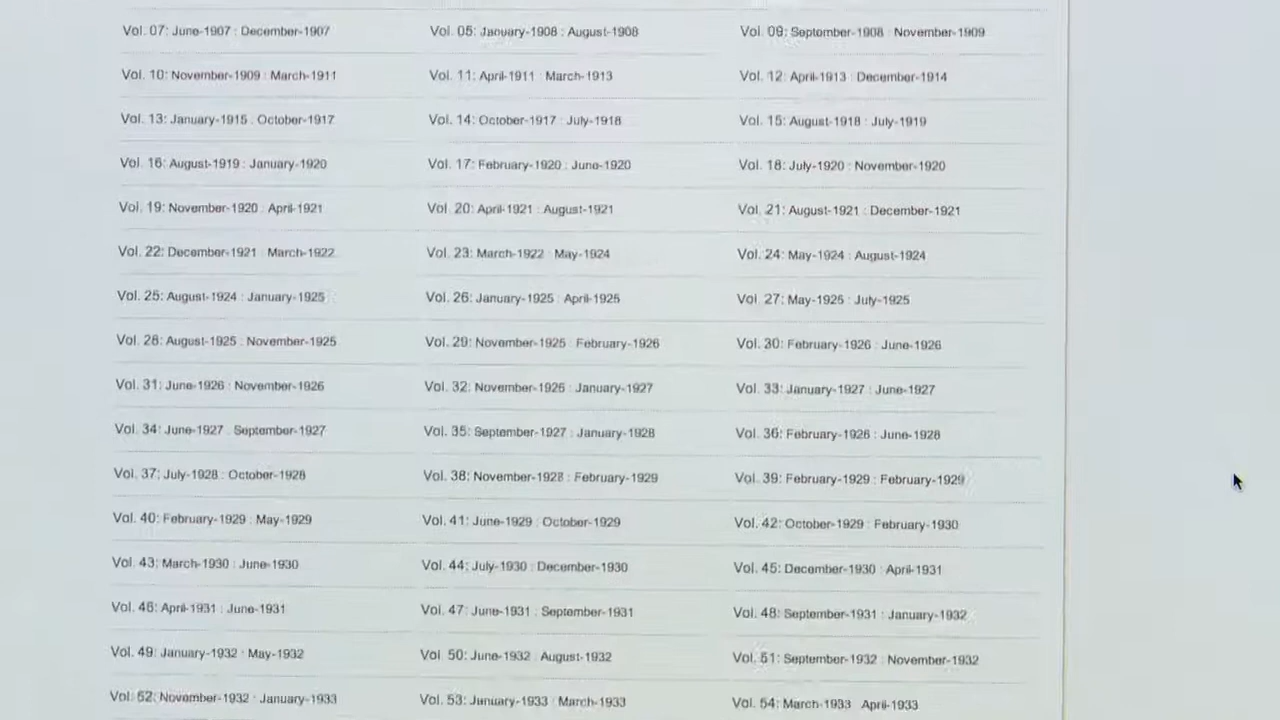 Vol. 07: June-1907 : December-1907 Vol. 05: January-1908 : August-1908 Vol. 09: September-1908 : November-1909
Vol. 10: November-1909 : March-1911 Vol. 11: April-1911 : March-1913 Vol. 12: April-1913 : December-1914
Vol. 13: January-1915 : October-1917 Vol. 14: October-1917 : July-1918 Vol. 15: August-1918 : July-1919
Vol. 16: August-1919 : January-1920 Vol. 17: February-1920 : June-1920 Vol. 18: July-1920 : November-1920
Vol. 19: November-1920 : April-1921 Vol. 20: April-1921 : August-1921 Vol. 21: August-1921 : December-1921
Vol. 22: December-1921 : March-1922 Vol. 23: March-1922 : May-1924 Vol. 24: May-1924 : August-1924
Vol. 25: August-1924 : January-1925 Vol. 26: January-1925 : April-1925 Vol. 27: May-1925 : July-1925
Vol. 28: August-1925 : November-1925 Vol. 29: November-1925 : February-1926 Vol. 30: February-1926 : June-1926
Vol. 31: June-1926 : November-1926 Vol. 32: November-1926 : January-1927 Vol. 33: January-1927 : June-1927
Vol. 34: June-1927 : September-1927 Vol. 35: September-1927 : January-1928 Vol. 36: February-1928 : June-1928
Vol. 37: July-1928 : October-1928 Vol. 38: November-1928 : February-1929 Vol. 39: February-1929 : February-1929
Vol. 40: February-1929 : May-1929 Vol. 41: June-1929 : October-1929 Vol. 42: October-1929 : February-1930
Vol. 43: March-1930 : June-1930 Vol. 44: July-1930 : December-1930 Vol. 45: December-1930 : April-1931
Vol. 46: April-1931 : June-1931 Vol. 47: June-1931 : September-1931 Vol. 48: September-1931 : January-1932
Vol. 49: January-1932 : May-1932 Vol. 50: June-1932 : August-1932 Vol. 51: September-1932 : November-1932
Vol. 52: November-1932 : January-1933 Vol. 53: January-1933 : March-1933 Vol. 54: March-1933 April-1933